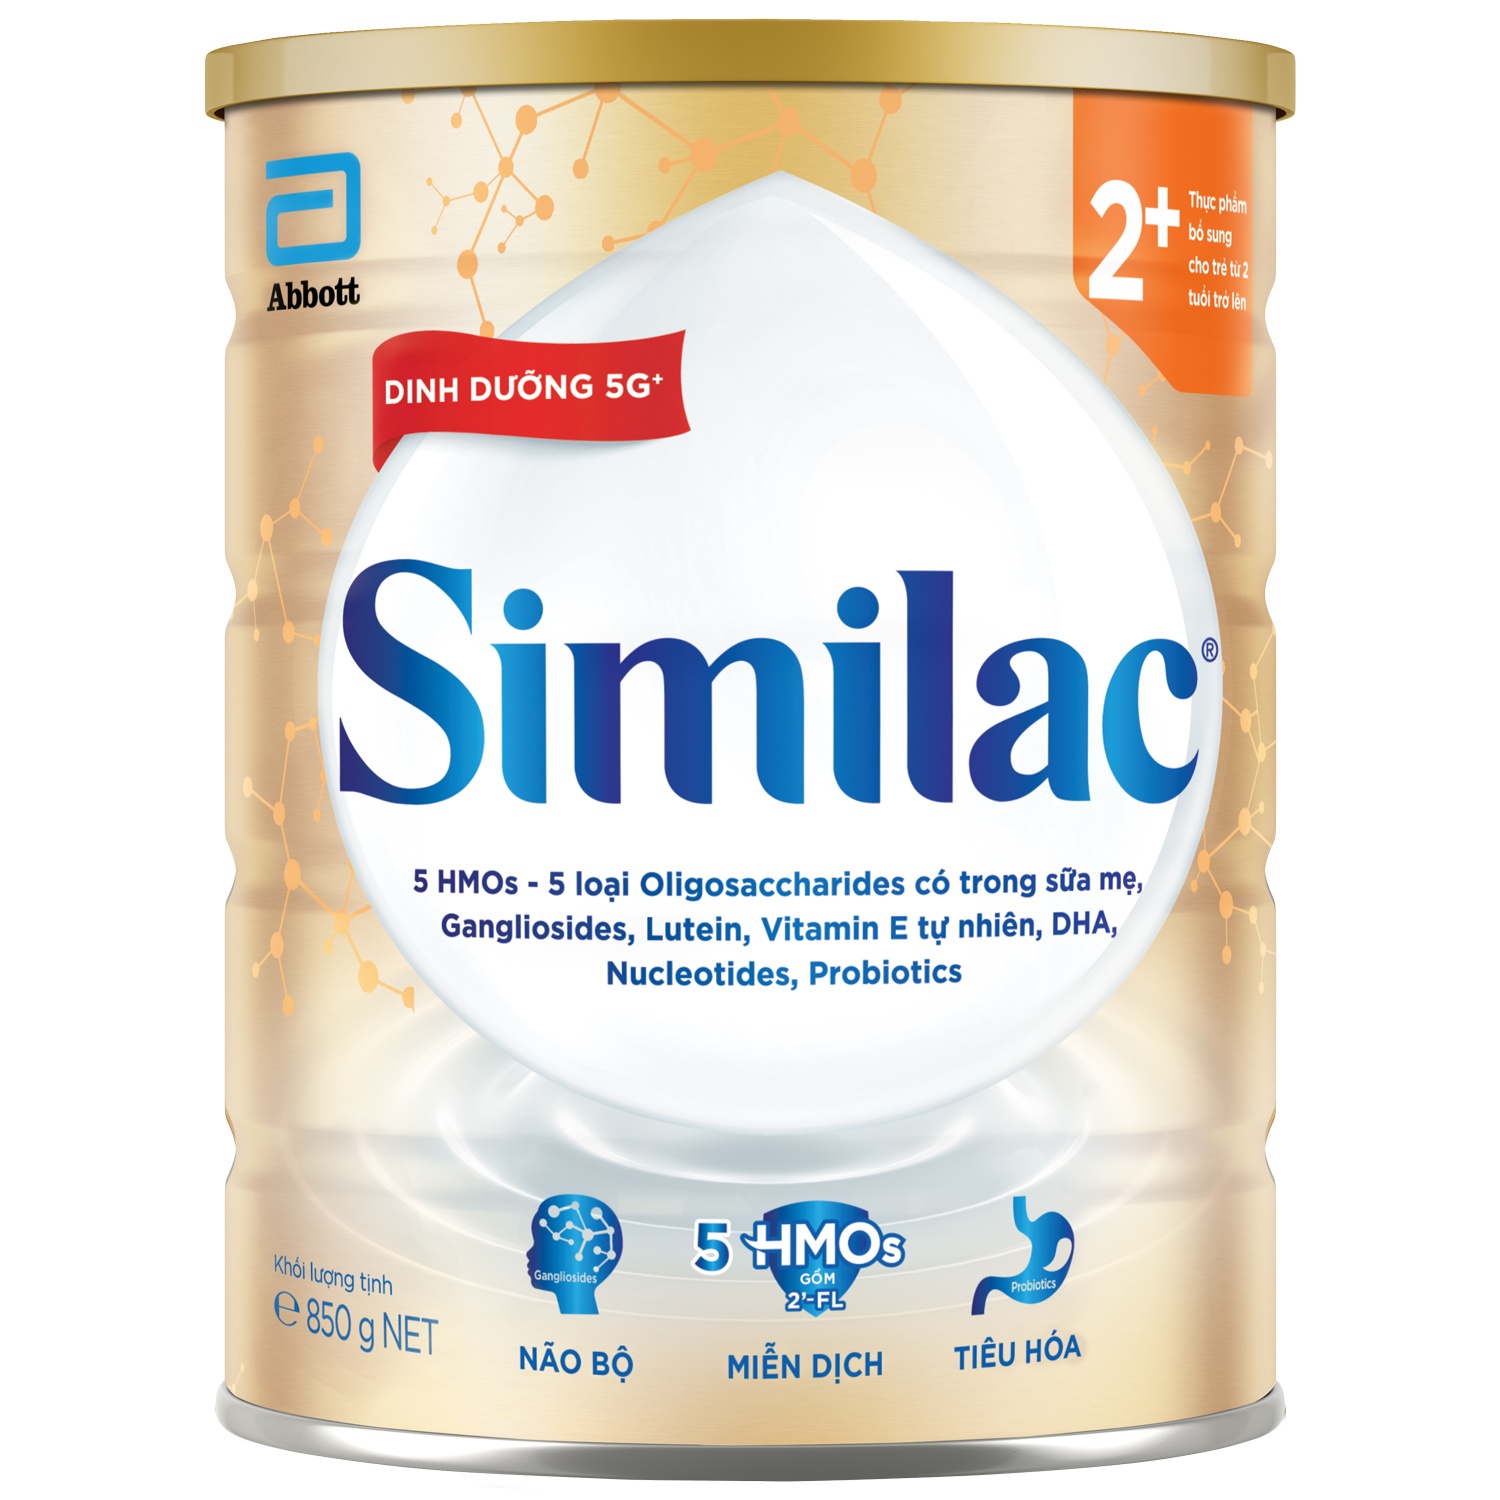 Abbott
2+
Thực phẩm
bổ sung
cho trẻ từ 2
tuổi trở lên
DINH DƯỠNG 5G+
Similac®
5 HMOs - 5 loại Oligosaccharides có trong sữa mẹ,
Gangliosides, Lutein, Vitamin E tự nhiên, DHA,
Nucleotides, Probiotics
Khối lượng tịnh
℮ 850 g NET
Gangliosides
NÃO BỘ
5 HMOs
GỒM
2'-FL
MIỄN DỊCH
Probiotics
TIÊU HÓA